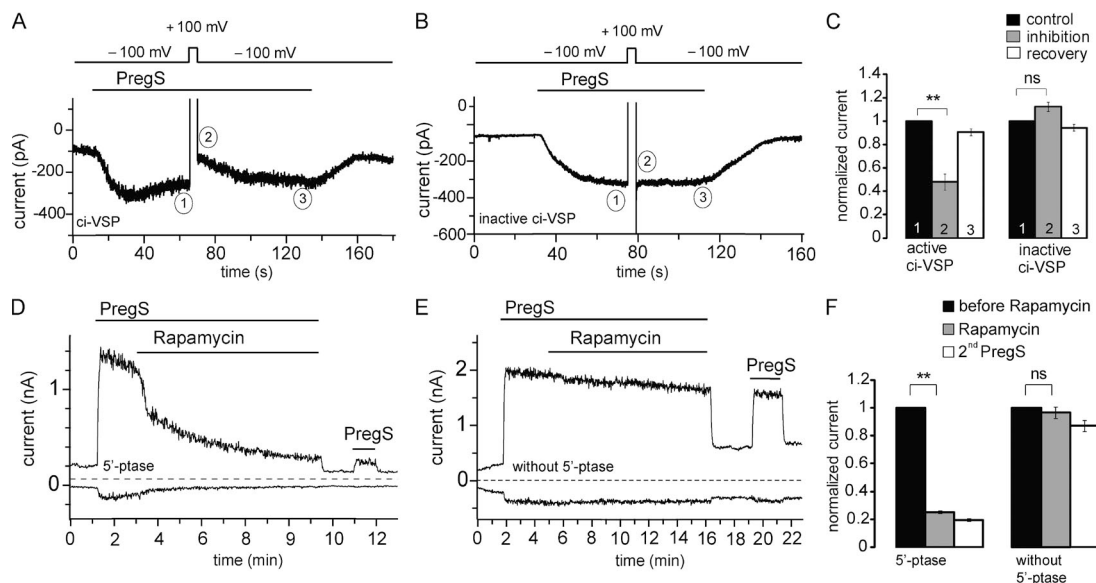 A
+ 100 mV
– 100 mV
– 100 mV
PregS
0
-200
-400
current (pA)
1
2
3
ci-VSP
0
40
80
120
160
time (s)
B
+ 100 mV
– 100 mV
– 100 mV
PregS
0
-200
-400
-600
current (pA)
1
2
3
inactive ci-VSP
0
40
80
120
160
time (s)
C
control
inhibition
recovery
1.4
1.2
1
0.8
0.6
0.4
0.2
0
normalized current
**
ns
1
2
3
1
2
3
active
ci-VSP
inactive
ci-VSP
D
PregS
Rapamycin
PregS
1
0
current (nA)
5'-ptase
0
2
4
6
8
10
12
time (min)
E
PregS
Rapamycin
PregS
2
1
0
current (nA)
without 5'-ptase
0
2
4
6
8
10
12
14
16
18
20
22
time (min)
F
before Rapamycin
Rapamycin
2nd PregS
1.2
1
0.8
0.6
0.4
0.2
0
normalized current
**
ns
5'-ptase
without
5'-ptase